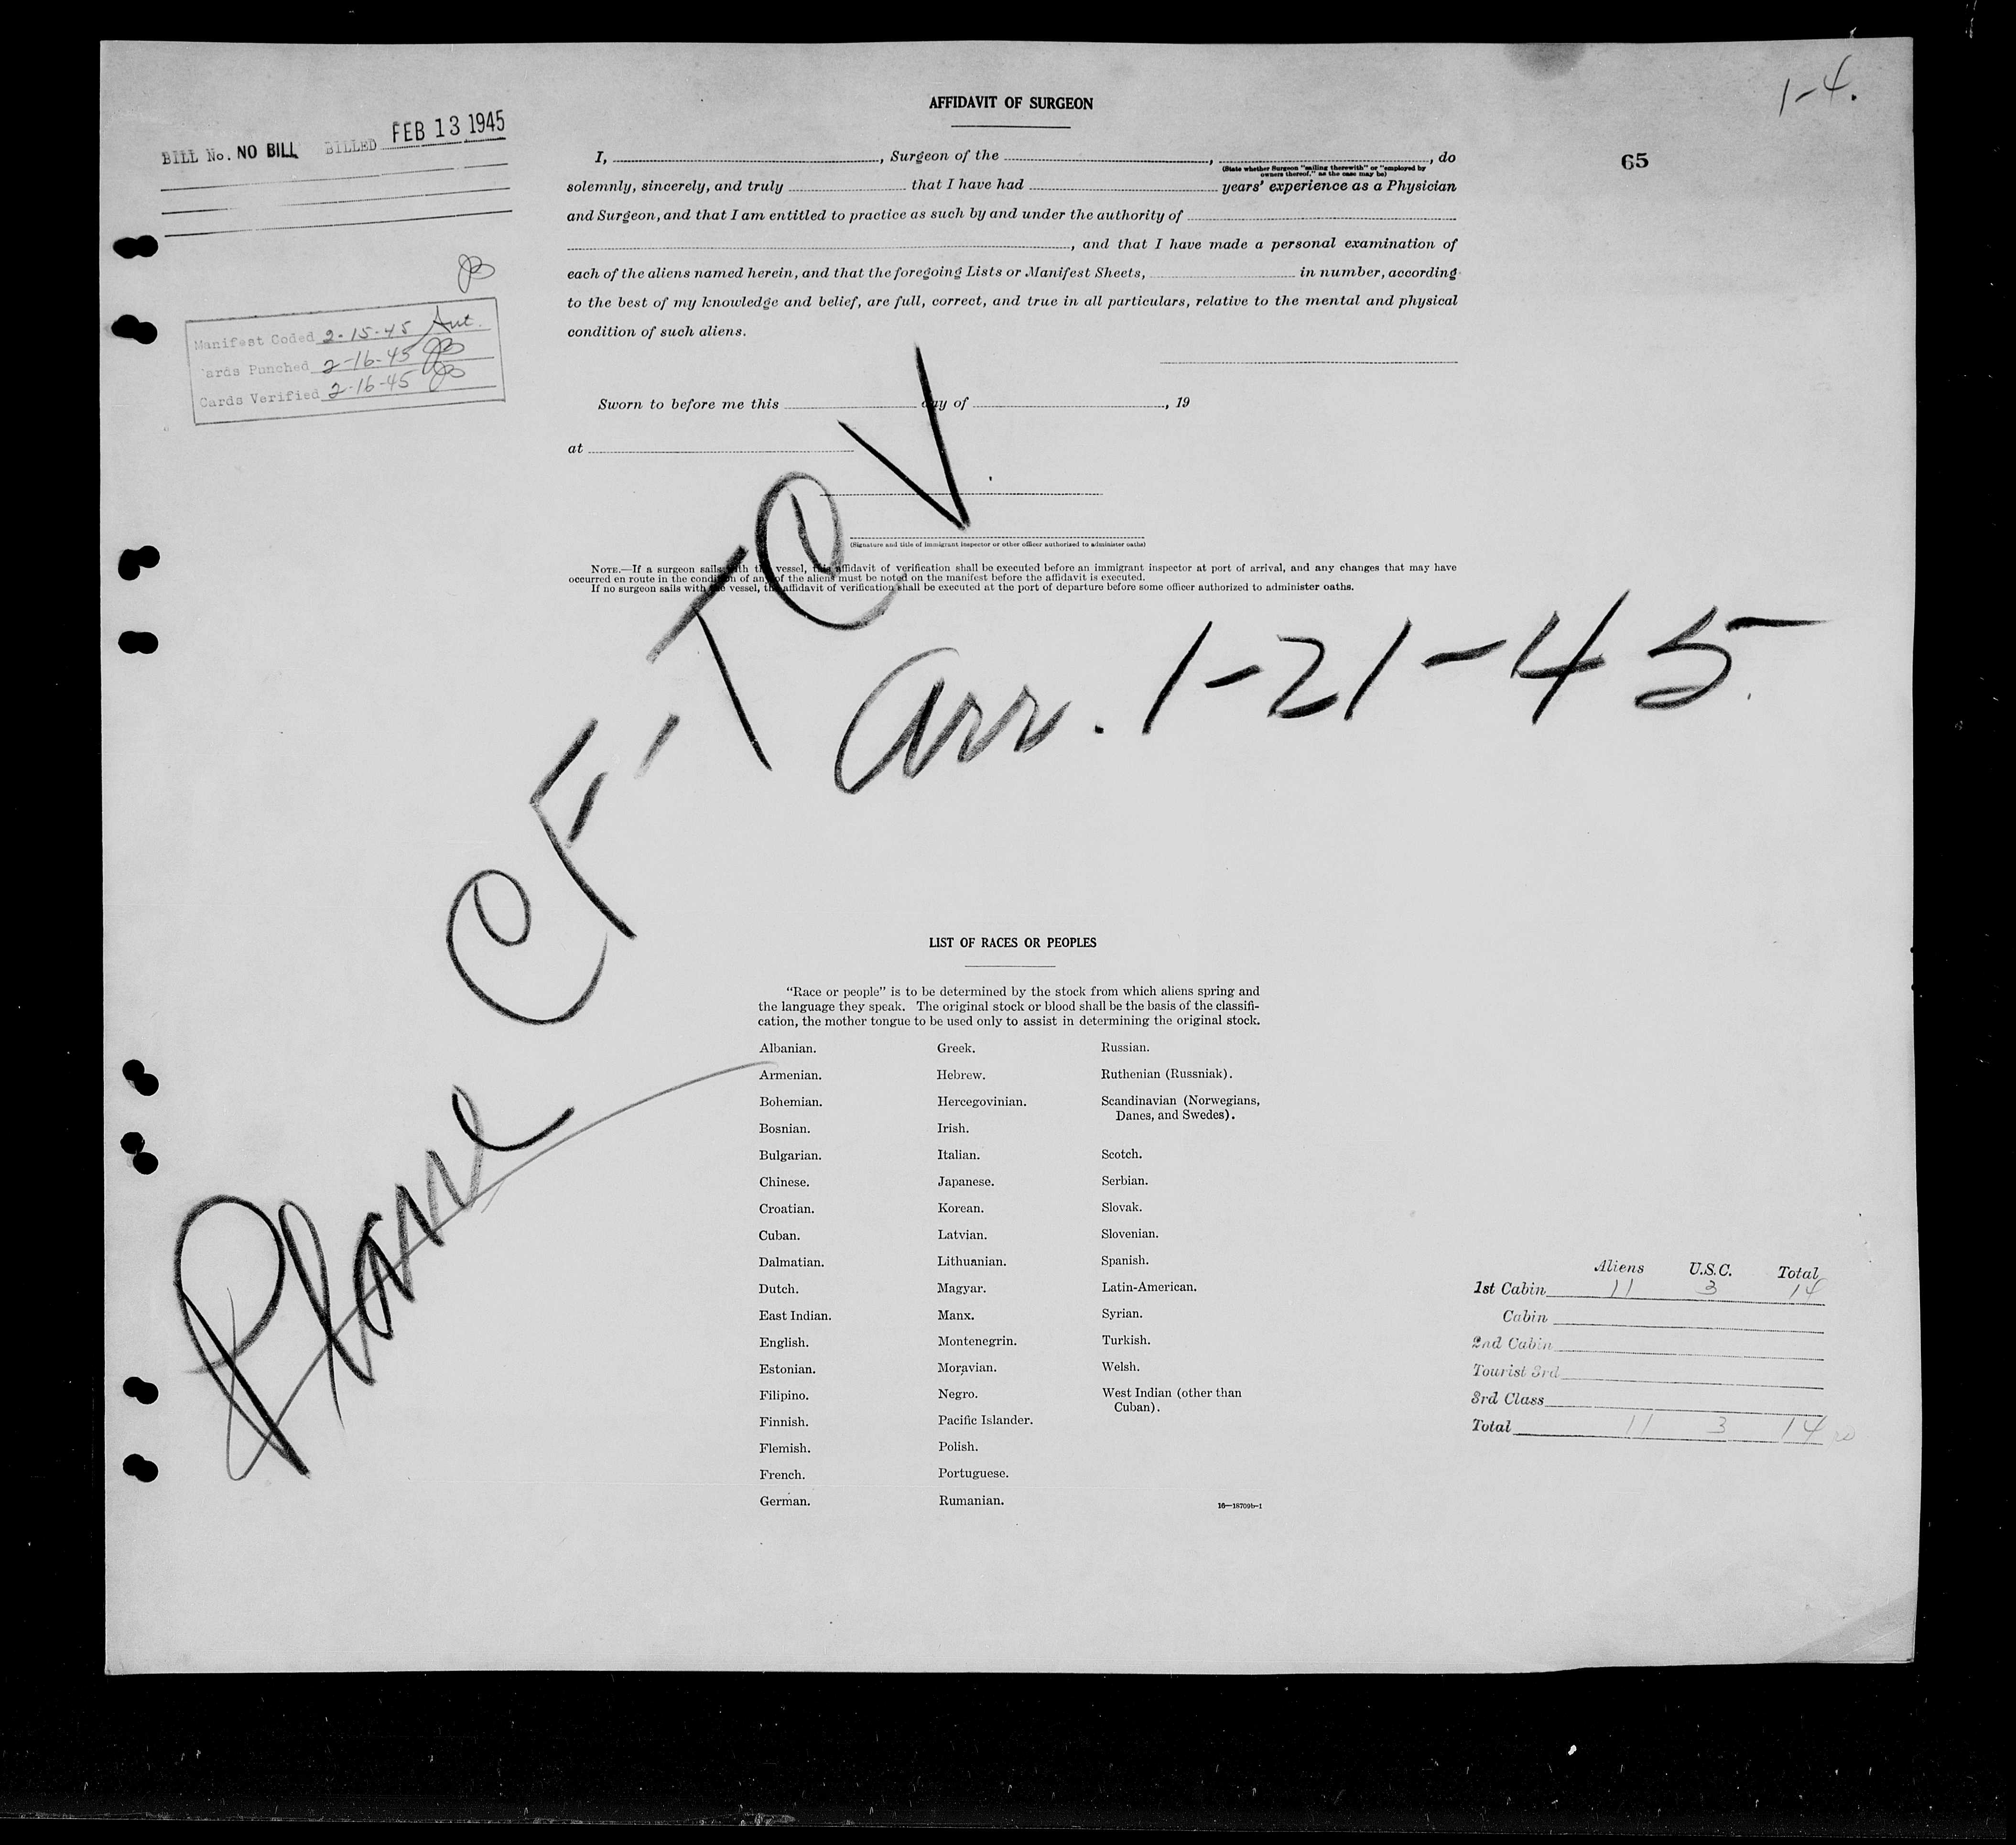 1-4.
AFFIDAVIT OF SURGEON
BILL No. NO BILL BILLED FEB 13 1945
65
I, , Surgeon of the , , do
(State whether Surgeon "sailing therewith" or "employed by
owners thereof," as the case may be)
solemnly, sincerely, and truly that I have had years' experience as a Physician
and Surgeon, and that I am entitled to practice as such by and under the authority of
, and that I have made a personal examination of
each of the aliens named herein, and that the foregoing Lists or Manifest Sheets, in number, according
to the best of my knowledge and belief, are full, correct, and true in all particulars, relative to the mental and physical
condition of such aliens.
Manifest Coded 2-15-45
ards Punched 2-16-45
Cards Verified 2-16-45
Sworn to before me this day of , 19
at
(Signature and title of immigrant inspector or other officer authorized to administer oaths)
NOTE.—If a surgeon sails with the vessel, this affidavit of verification shall be executed before an immigrant inspector at port of arrival, and any changes that may have
occurred en route in the condition of any of the aliens must be noted on the manifest before the affidavit is executed.
If no surgeon sails with the vessel, the affidavit of verification shall be executed at the port of departure before some officer authorized to administer oaths.
Plane CF-TCV
arr. 1-21-45
LIST OF RACES OR PEOPLES
"Race or people" is to be determined by the stock from which aliens spring and
the language they speak. The original stock or blood shall be the basis of the classifi-
cation, the mother tongue to be used only to assist in determining the original stock.
Albanian.
Armenian.
Bohemian.
Bosnian.
Bulgarian.
Chinese.
Croatian.
Cuban.
Dalmatian.
Dutch.
East Indian.
English.
Estonian.
Filipino.
Finnish.
Flemish.
French.
German.
Greek.
Hebrew.
Hercegovinian.
Irish.
Italian.
Japanese.
Korean.
Latvian.
Lithuanian.
Magyar.
Manx.
Montenegrin.
Moravian.
Negro.
Pacific Islander.
Polish.
Portuguese.
Rumanian.
Russian.
Ruthenian (Russniak).
Scandinavian (Norwegians,
Danes, and Swedes).
Scotch.
Serbian.
Slovak.
Slovenian.
Spanish.
Latin-American.
Syrian.
Turkish.
Welsh.
West Indian (other than
Cuban).
16—18709b-1
Aliens U.S.C. Total
1st Cabin 11 3 14
Cabin
2nd Cabin
Tourist 3rd
3rd Class
Total 11 3 14